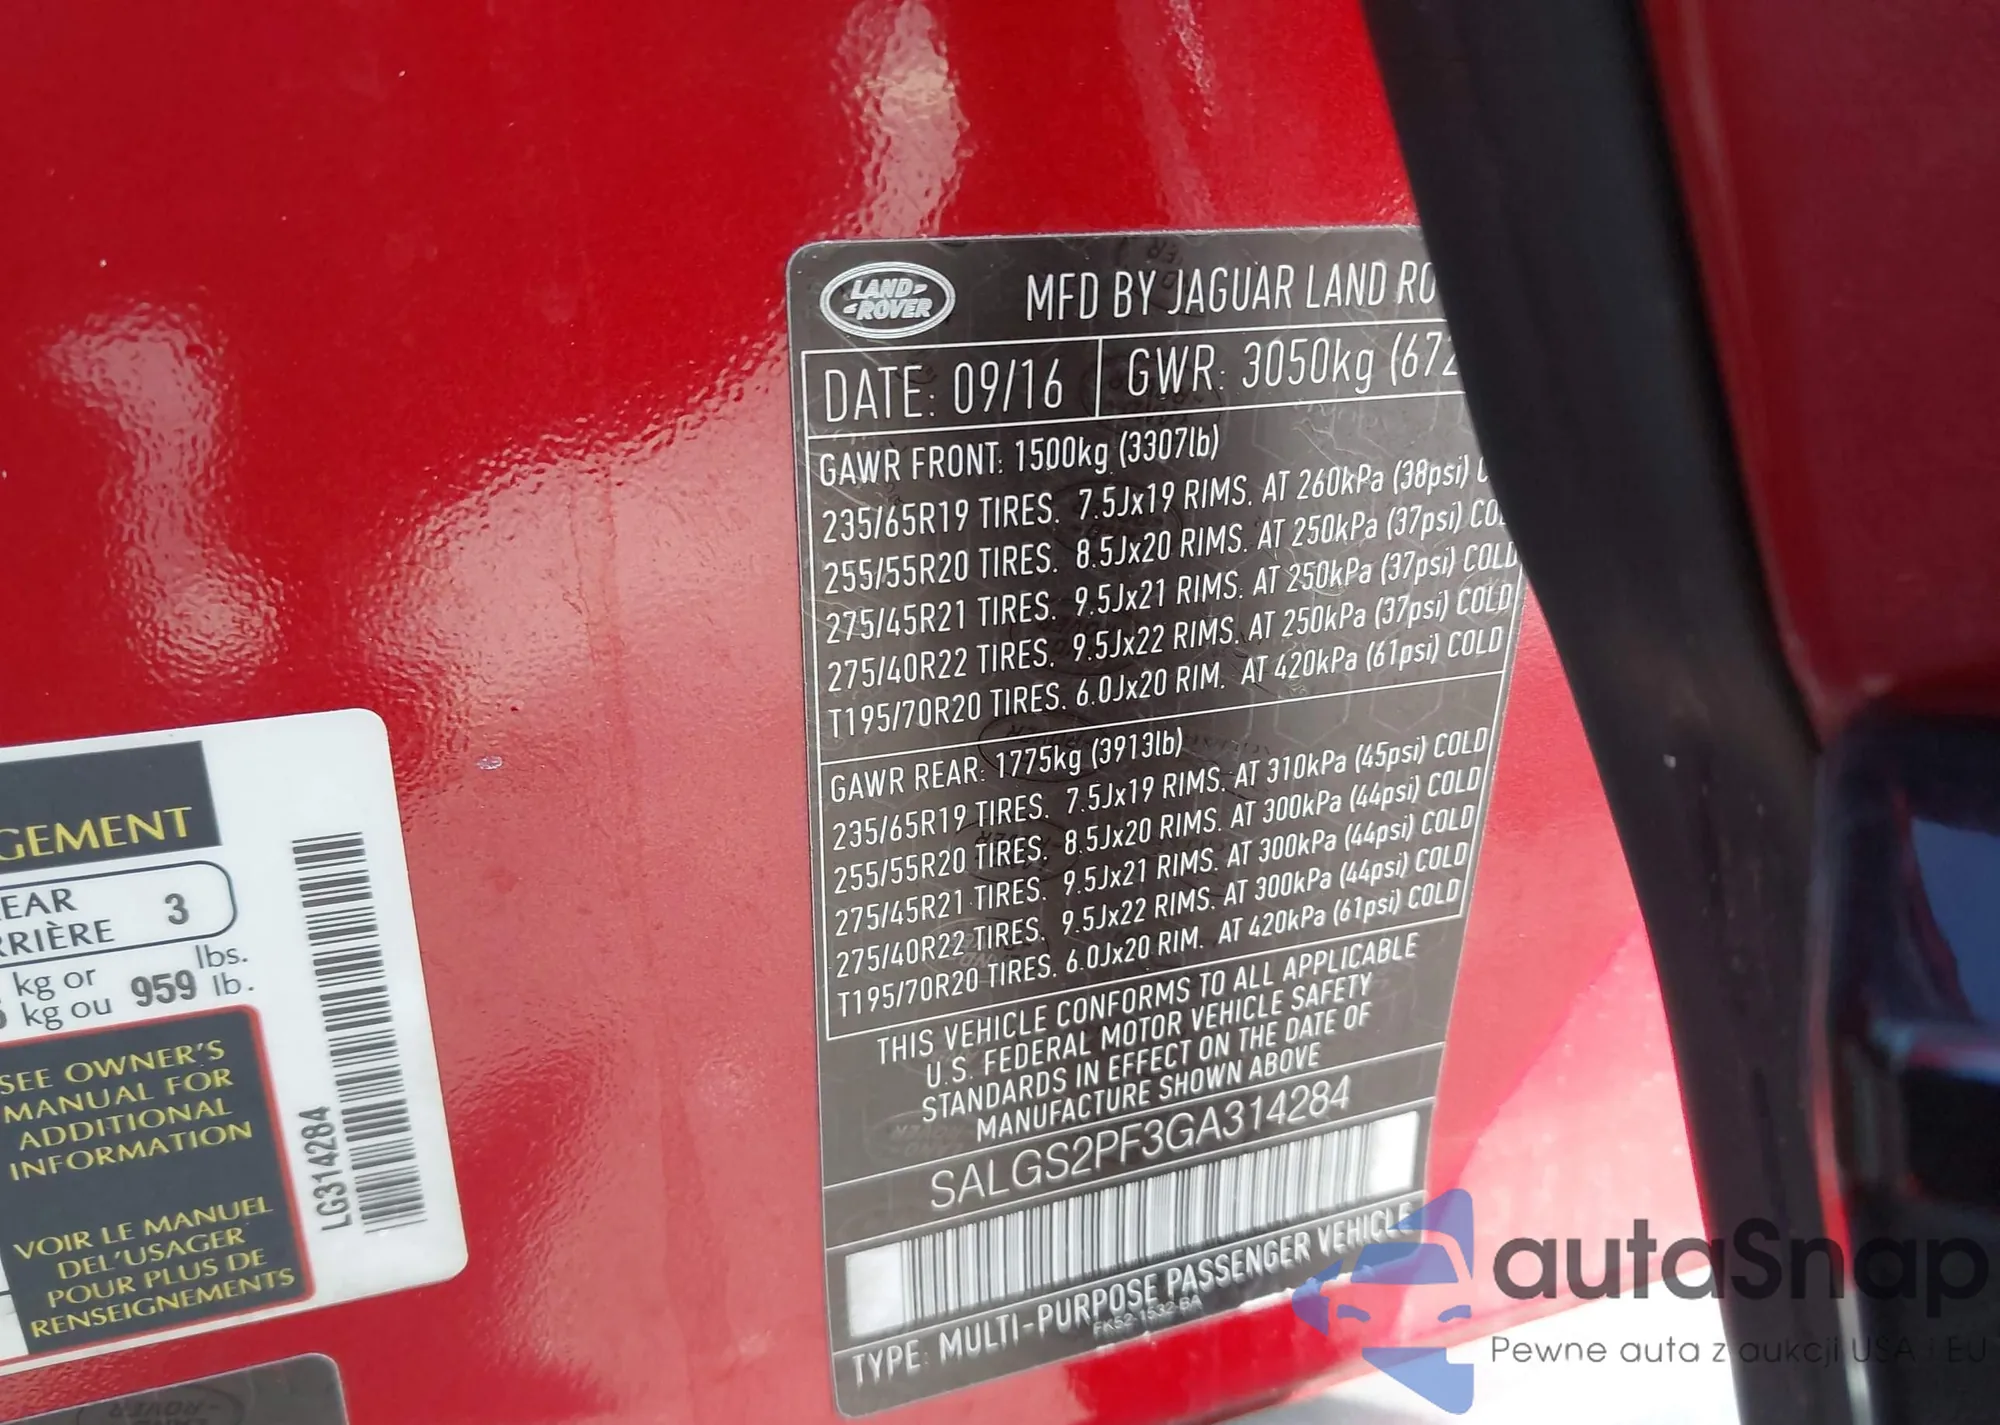 LAND-
-ROVER
MFD BY JAGUAR LAND RO
DATE: 09/16
GWR: 3050kg (672
GAWR FRONT: 1500kg (3307lb)
235/65R19 TIRES. 7.5Jx19 RIMS. AT 260kPa (38psi) C
255/55R20 TIRES. 8.5Jx20 RIMS. AT 250kPa (37psi) COL
275/45R21 TIRES. 9.5Jx21 RIMS. AT 250kPa (37psi) COLD
275/40R22 TIRES. 9.5Jx22 RIMS. AT 250kPa (37psi) COLD
T195/70R20 TIRES. 6.0Jx20 RIM. AT 420kPa (61psi) COLD
GAWR REAR: 1775kg (3913lb)
235/65R19 TIRES. 7.5Jx19 RIMS. AT 310kPa (45psi) COLD
255/55R20 TIRES. 8.5Jx20 RIMS. AT 300kPa (44psi) COLD
275/45R21 TIRES. 9.5Jx21 RIMS. AT 300kPa (44psi) COLD
275/40R22 TIRES. 9.5Jx22 RIMS. AT 300kPa (44psi) COLD
T195/70R20 TIRES. 6.0Jx20 RIM. AT 420kPa (61psi) COLD
THIS VEHICLE CONFORMS TO ALL APPLICABLE
U.S. FEDERAL MOTOR VEHICLE SAFETY
STANDARDS IN EFFECT ON THE DATE OF
MANUFACTURE SHOWN ABOVE
SALGS2PF3GA314284
TYPE: MULTI-PURPOSE PASSENGER VEHICLE
FK52-1532-BA
GEMENT
EAR 3
RRIÈRE
kg or lbs.
kg ou 959 lb.
SEE OWNER'S
MANUAL FOR
ADDITIONAL
INFORMATION
VOIR LE MANUEL
DEL'USAGER
POUR PLUS DE
RENSEIGNEMENTS
LG314284
autaSnap
Pewne auta z aukcji USA i EU